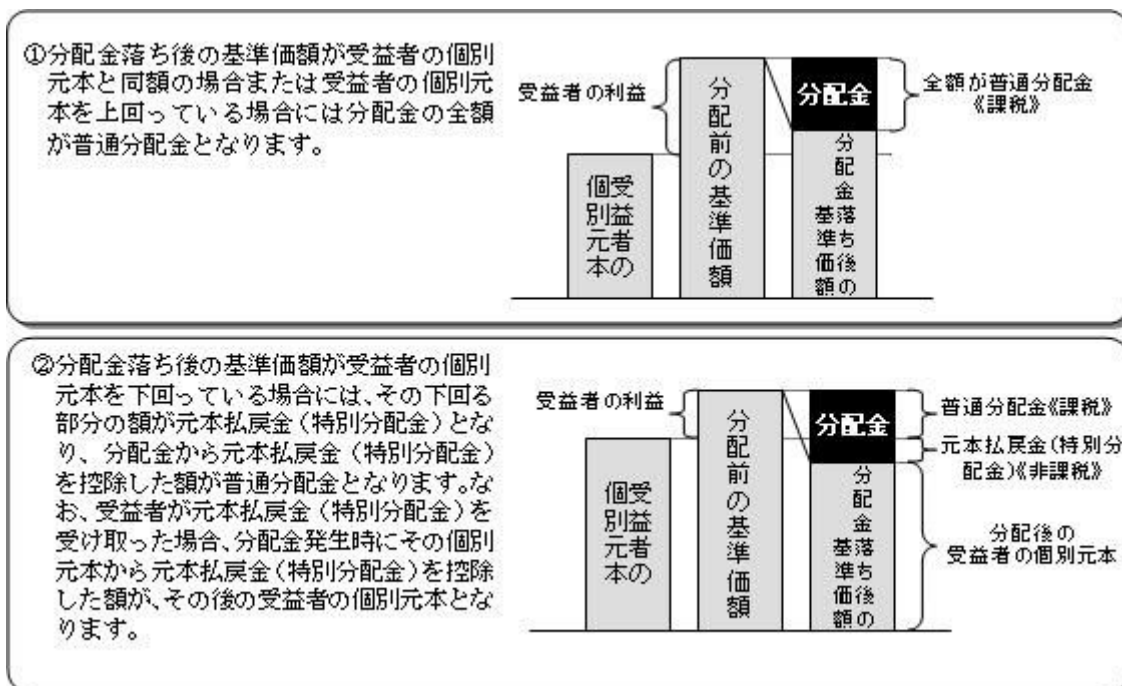 ①分配金落ち後の基準価額が受益者の個別
元本と同額の場合または受益者の個別元
本を上回っている場合には分配金の全額
が普通分配金となります。
受益者の利益
受益者の
個別元本
分配前の基準価額
分配金
分配金落ち後の
基準価額
全額が普通分配金
《課税》
②分配金落ち後の基準価額が受益者の個別
元本を下回っている場合には、その下回る
部分の額が元本払戻金(特別分配金)とな
り、分配金から元本払戻金(特別分配金)
を控除した額が普通分配金となります。な
お、受益者が元本払戻金(特別分配金)を
受け取った場合、分配金発生時にその個別
元本から元本払戻金(特別分配金)を控除
した額が、その後の受益者の個別元本とな
ります。
受益者の利益
受益者の
個別元本
分配前の基準価額
分配金
分配金落ち後の
基準価額
普通分配金《課税》
元本払戻金(特別分
配金)《非課税》
分配後の
受益者の個別元本